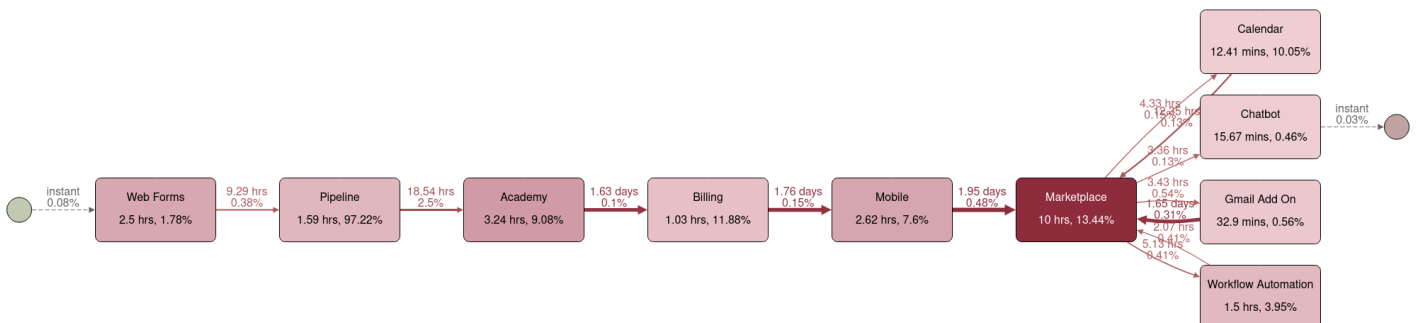 Calendar
12.41 mins, 10.05%
4.33 hrs
0.13%
Chatbot
15.67 mins, 0.46%
instant
0.03%
3.36 hrs
0.13%
instant
0.08%
Web Forms
2.5 hrs, 1.78%
9.29 hrs
0.38%
Pipeline
1.59 hrs, 97.22%
18.54 hrs
2.5%
Academy
3.24 hrs, 9.08%
1.63 days
0.1%
Billing
1.03 hrs, 11.88%
1.76 days
0.15%
Mobile
2.62 hrs, 7.6%
1.95 days
0.48%
Marketplace
10 hrs, 13.44%
3.43 hrs
0.54%
1.65 days
0.31%
Gmail Add On
32.9 mins, 0.56%
2.07 hrs
0.41%
5.13 hrs
0.41%
Workflow Automation
1.5 hrs, 3.95%